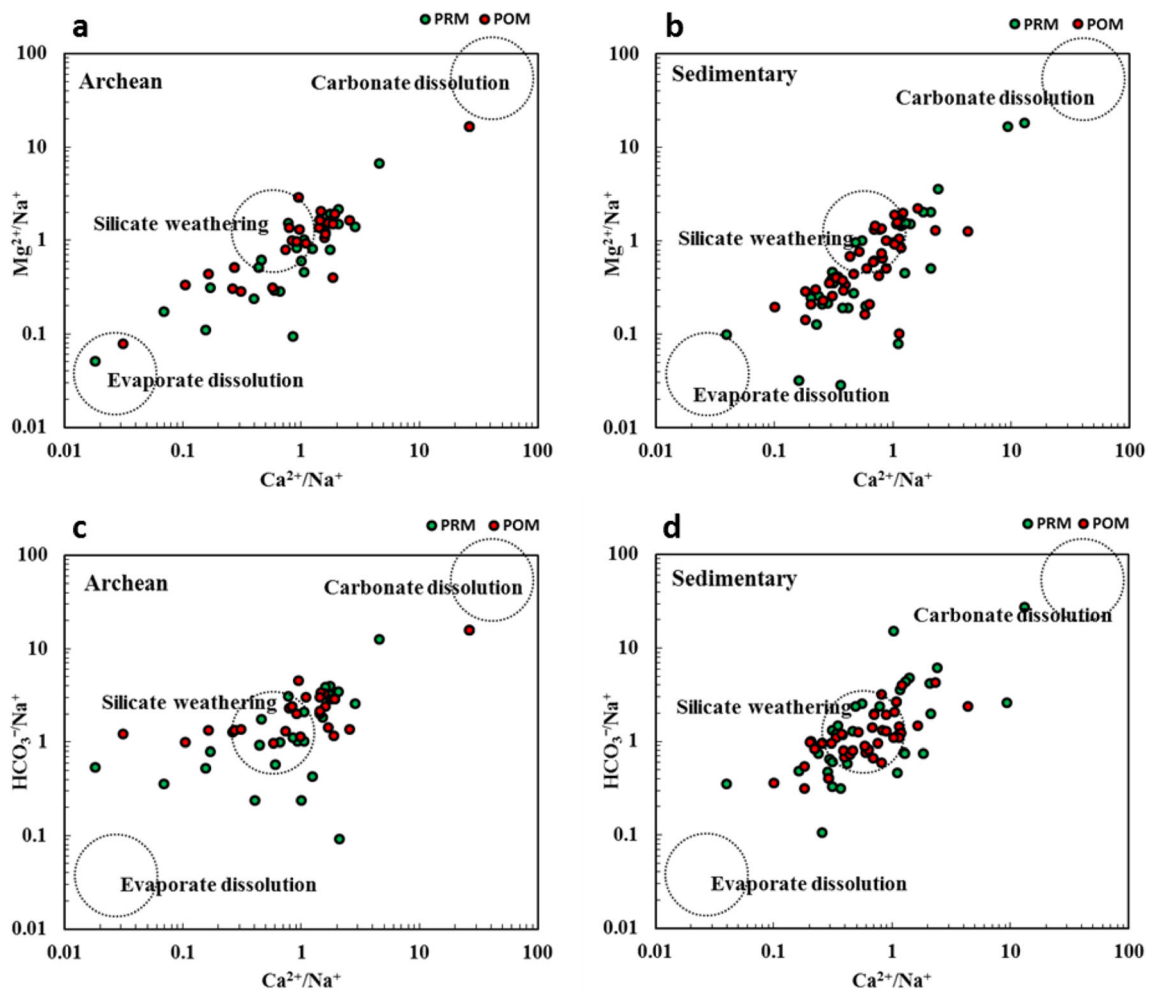 a
PRM POM
100
Archean
Carbonate dissolution
10
Silicate weathering
1
Mg²⁺/Na⁺
0.1
Evaporate dissolution
0.01
0.01 0.1 1 10 100
Ca²⁺/Na⁺
b
PRM POM
100
Sedimentary
Carbonate dissolution
10
Silicate weathering
1
Mg²⁺/Na⁺
0.1
Evaporate dissolution
0.01
0.01 0.1 1 10 100
Ca²⁺/Na⁺
c
PRM POM
100
Archean
Carbonate dissolution
10
Silicate weathering
1
HCO₃⁻/Na⁺
0.1
Evaporate dissolution
0.01
0.01 0.1 1 10 100
Ca²⁺/Na⁺
d
PRM POM
100
Sedimentary
Carbonate dissolution
10
Silicate weathering
1
HCO₃⁻/Na⁺
0.1
Evaporate dissolution
0.01
0.01 0.1 1 10 100
Ca²⁺/Na⁺